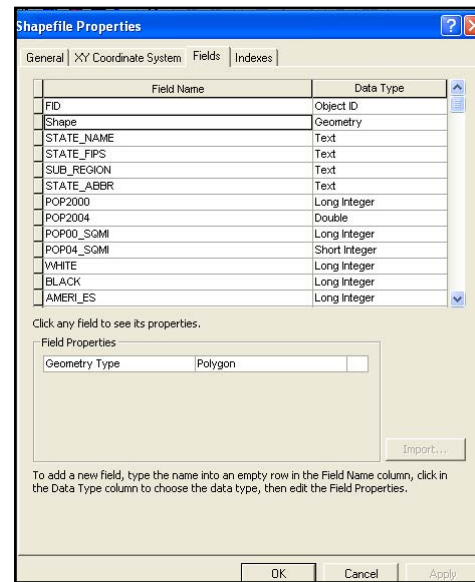 Shapefile Properties
General XY Coordinate System Fields Indexes
Field Name Data Type
FID Object ID
Shape Geometry
STATE_NAME Text
STATE_FIPS Text
SUB_REGION Text
STATE_ABBR Text
POP2000 Long Integer
POP2004 Double
POP00_SQMI Long Integer
POP04_SQMI Short Integer
WHITE Long Integer
BLACK Long Integer
AMERI_ES Long Integer
Click any field to see its properties.
Field Properties
Geometry Type Polygon
Import...
To add a new field, type the name into an empty row in the Field Name column, click in
the Data Type column to choose the data type, then edit the Field Properties.
OK Cancel Apply